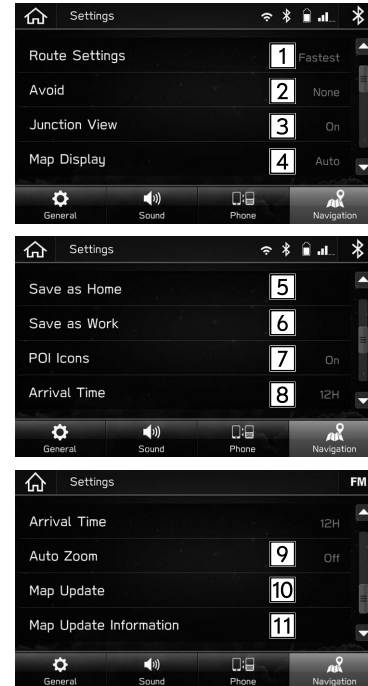 Settings
Route Settings 1 Fastest
Avoid 2 None
Junction View 3 On
Map Display 4 Auto
General Sound Phone Navigation
Settings
Save as Home 5
Save as Work 6
POI Icons 7 On
Arrival Time 8 12H
General Sound Phone Navigation
Settings FM
Arrival Time 12H
Auto Zoom 9 Off
Map Update 10
Map Update Information 11
General Sound Phone Navigation